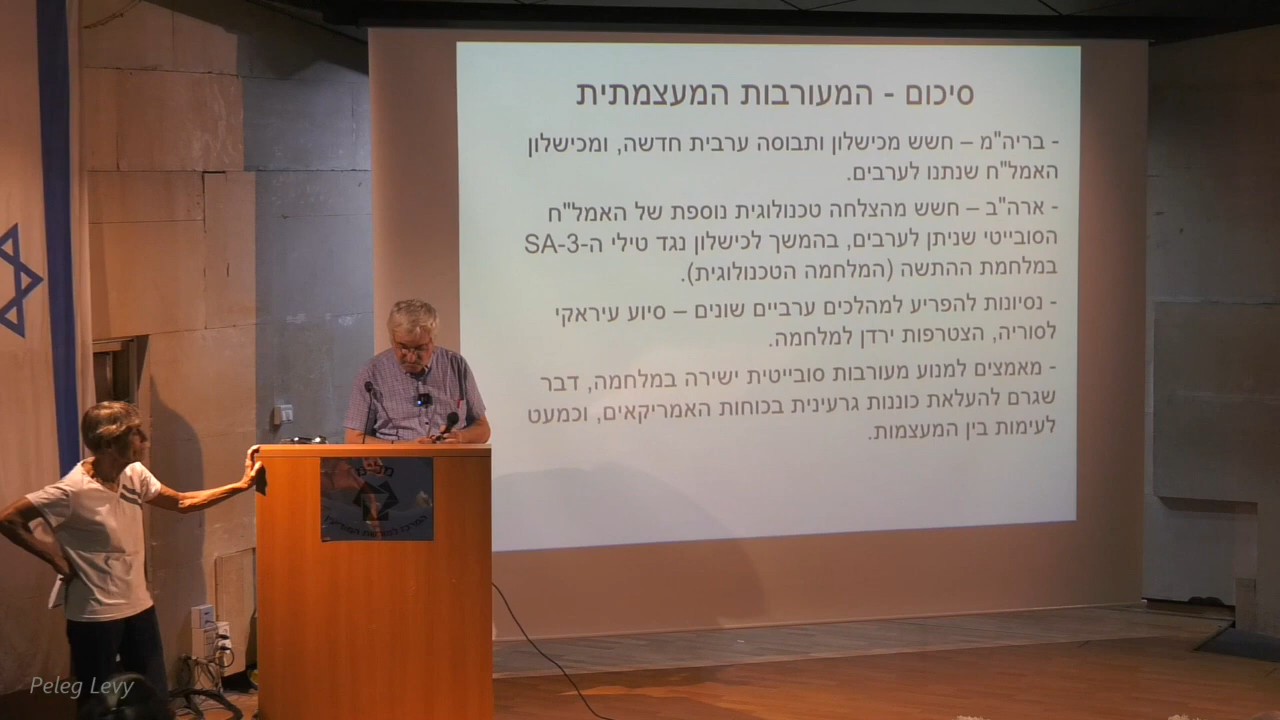 סיכום - המעורבות המעצמתית
- בריה"מ – חשש מכישלון ותבוסה ערבית חדשה, ומכישלון
האמל"ח שנתנו לערבים.
- ארה"ב – חשש מהצלחה טכנולוגית נוספת של האמל"ח
הסובייטי שניתן לערבים, בהמשך לכישלון נגד טילי ה-SA-3
במלחמת ההתשה (המלחמה הטכנולוגית).
- נסיונות להפריע למהלכים ערביים שונים – סיוע עיראקי
לסוריה, הצטרפות ירדן למלחמה.
- מאמצים למנוע מעורבות סובייטית ישירה במלחמה, דבר
שגרם להעלאת כוננות גרעינית בכוחות האמריקאים, וכמעט
לעימות בין המעצמות.
Peleg Levy